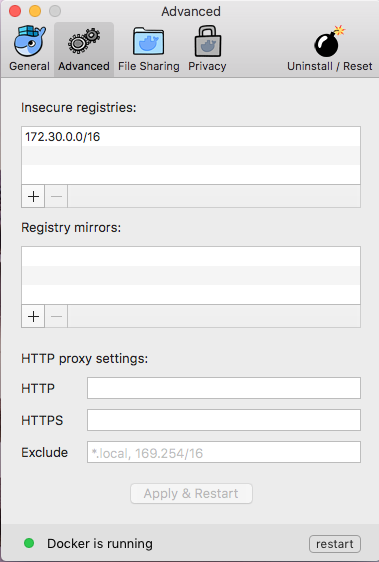 Advanced
General
Advanced
File Sharing
Privacy
Uninstall / Reset
Insecure registries:
172.30.0.0/16
+ −
Registry mirrors:
+ −
HTTP proxy settings:
HTTP
HTTPS
Exclude *.local, 169.254/16
Apply & Restart
Docker is running restart